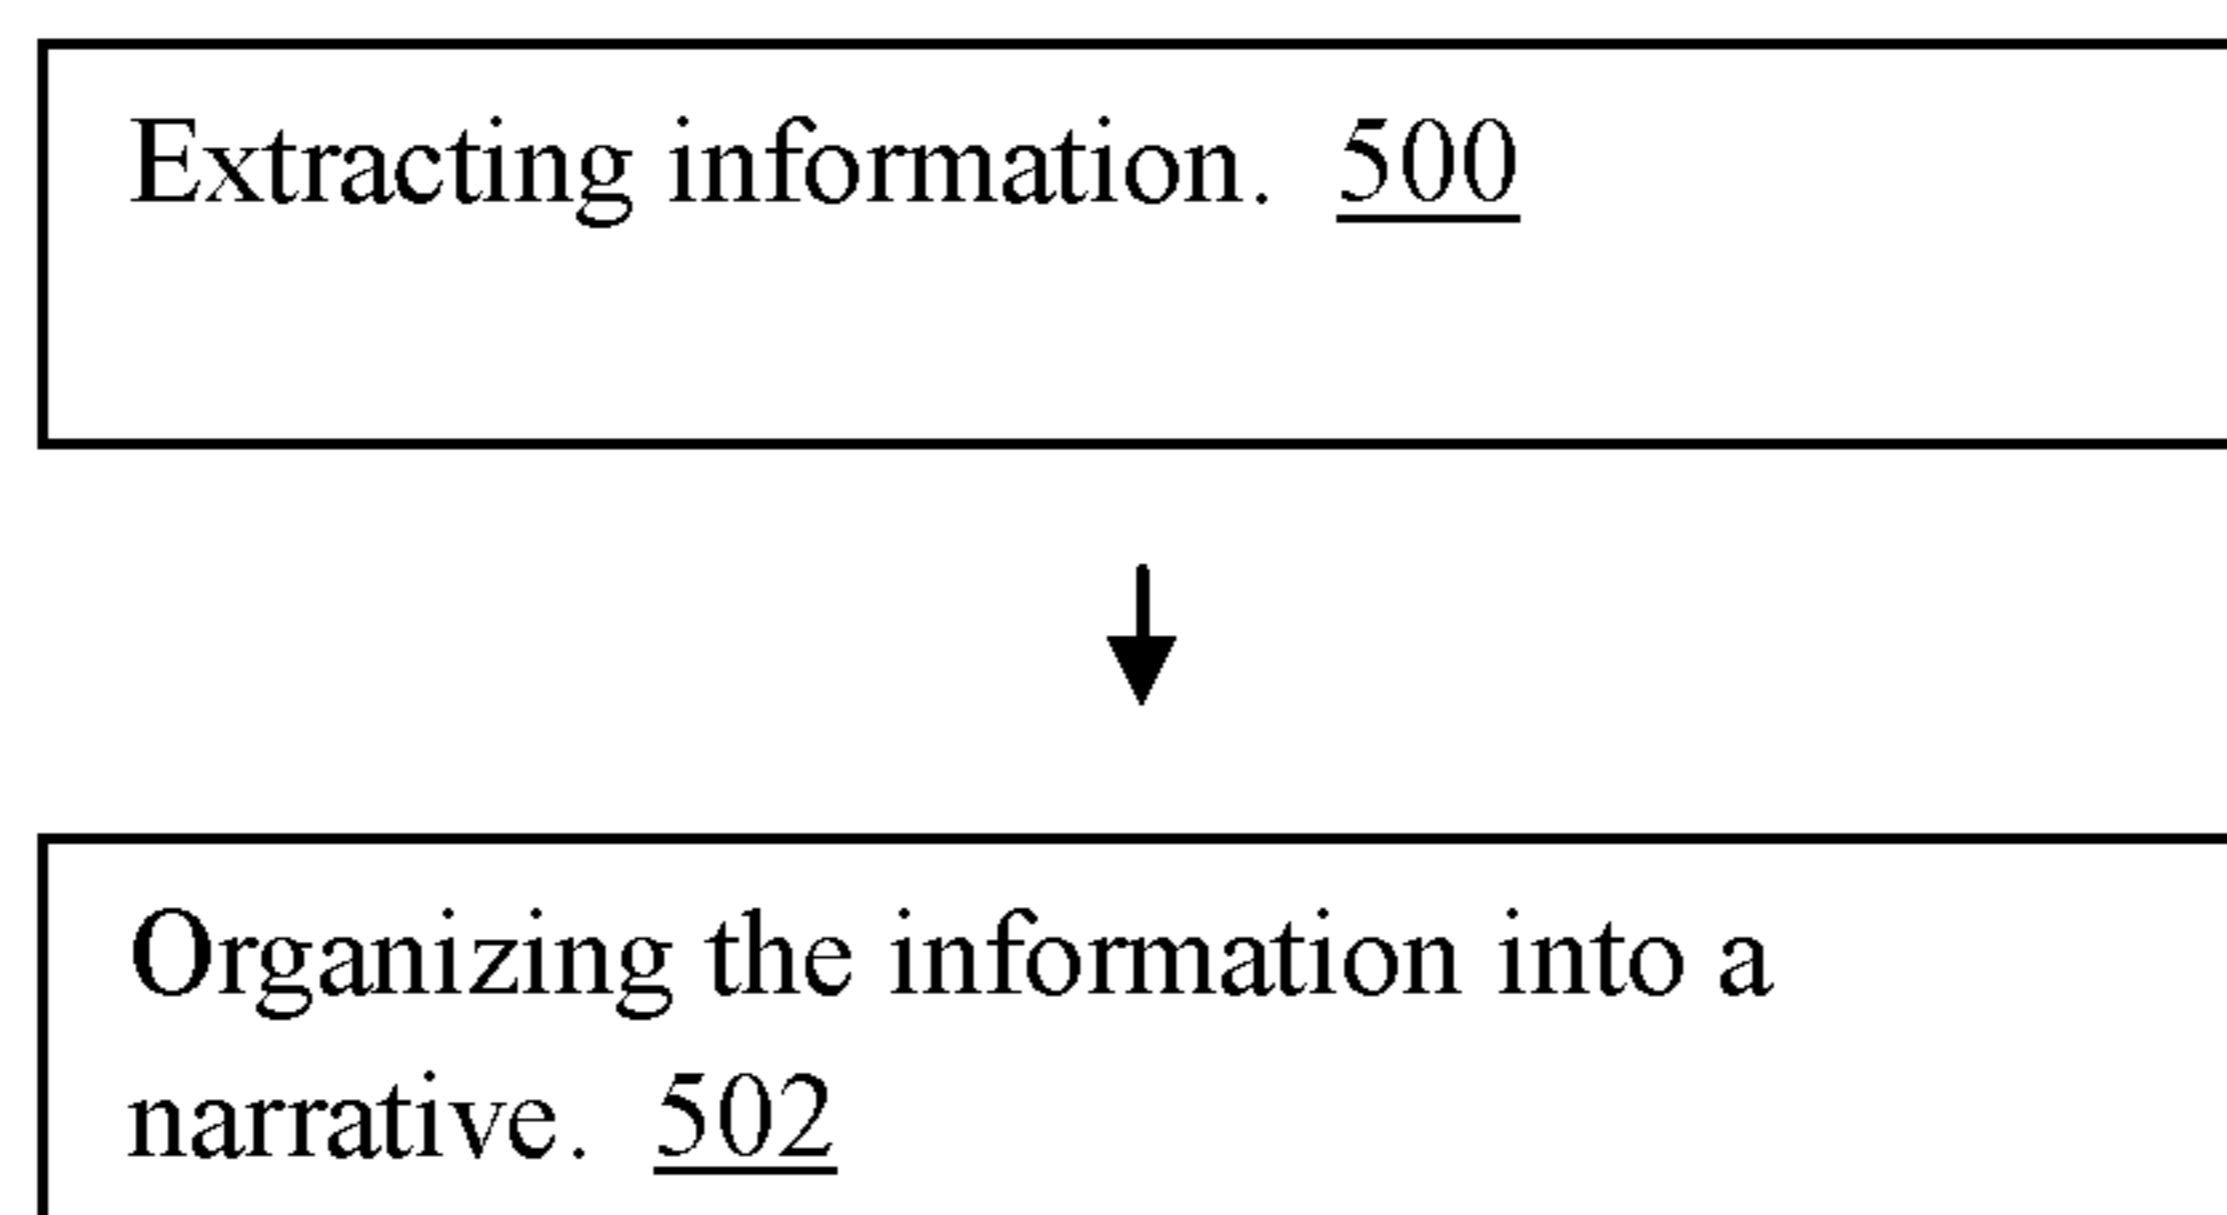 Extracting information. 500
Organizing the information into a
narrative. 502